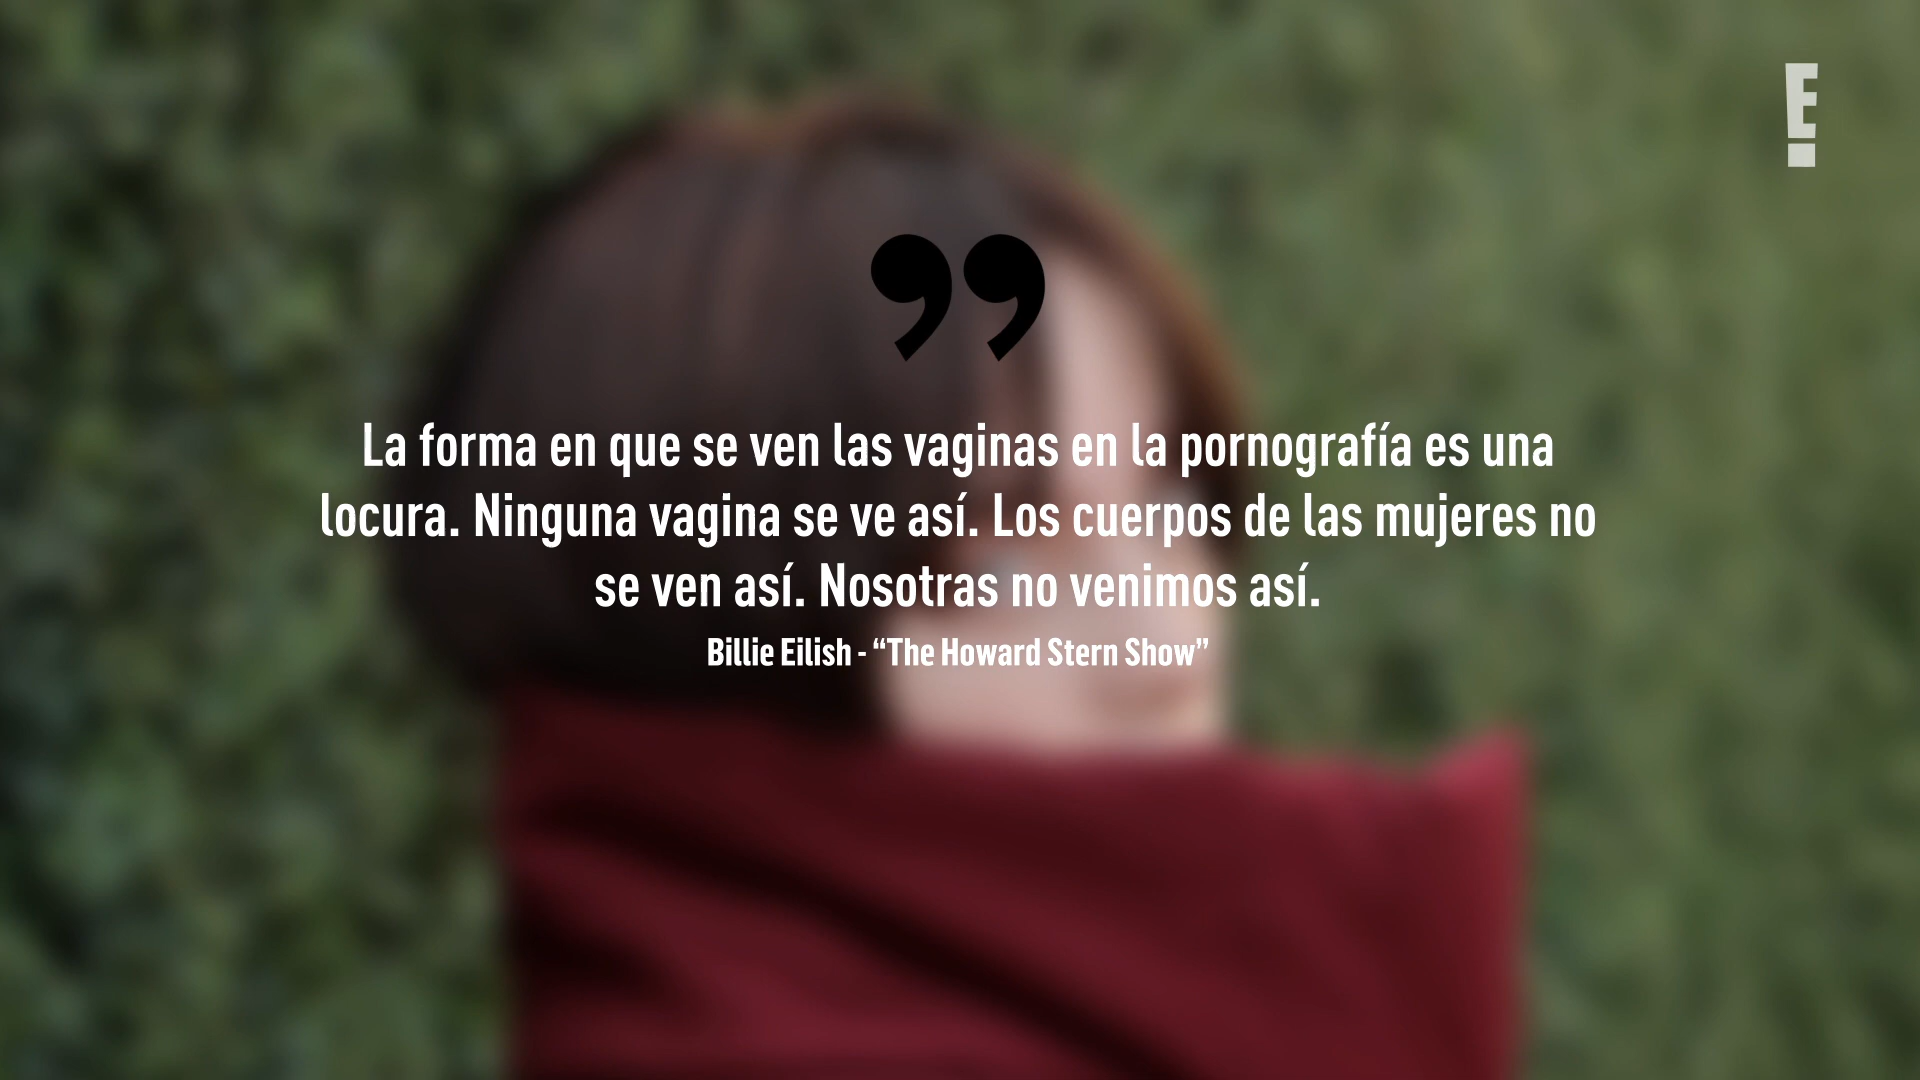 E!
”
La forma en que se ven las vaginas en la pornografía es una
locura. Ninguna vagina se ve así. Los cuerpos de las mujeres no
se ven así. Nosotras no venimos así.
Billie Eilish - “The Howard Stern Show”